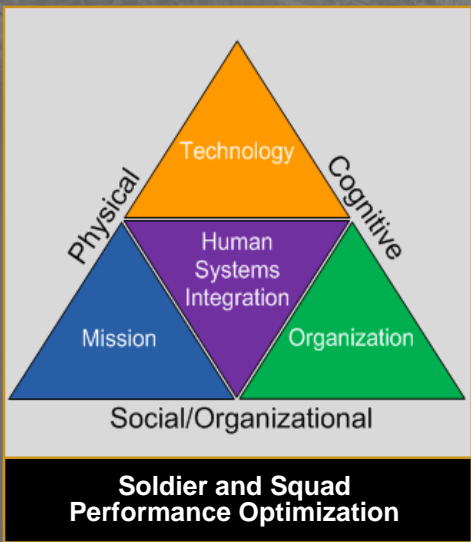 Technology
Physical
Cognitive
Human
Systems
Integration
Mission
Organization
Social/Organizational
Soldier and Squad
Performance Optimization